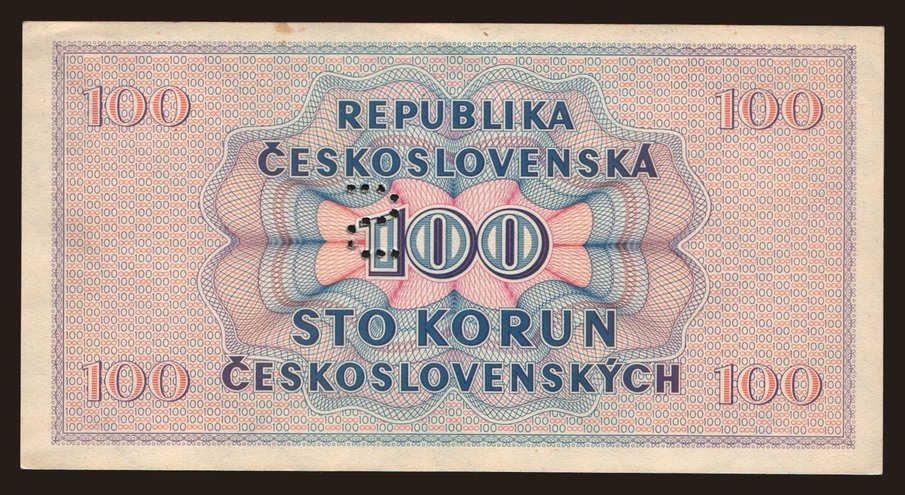 100 100
REPUBLIKA
ČESKOSLOVENSKÁ
100
STO KORUN
100 ČESKOSLOVENSKÝCH 100